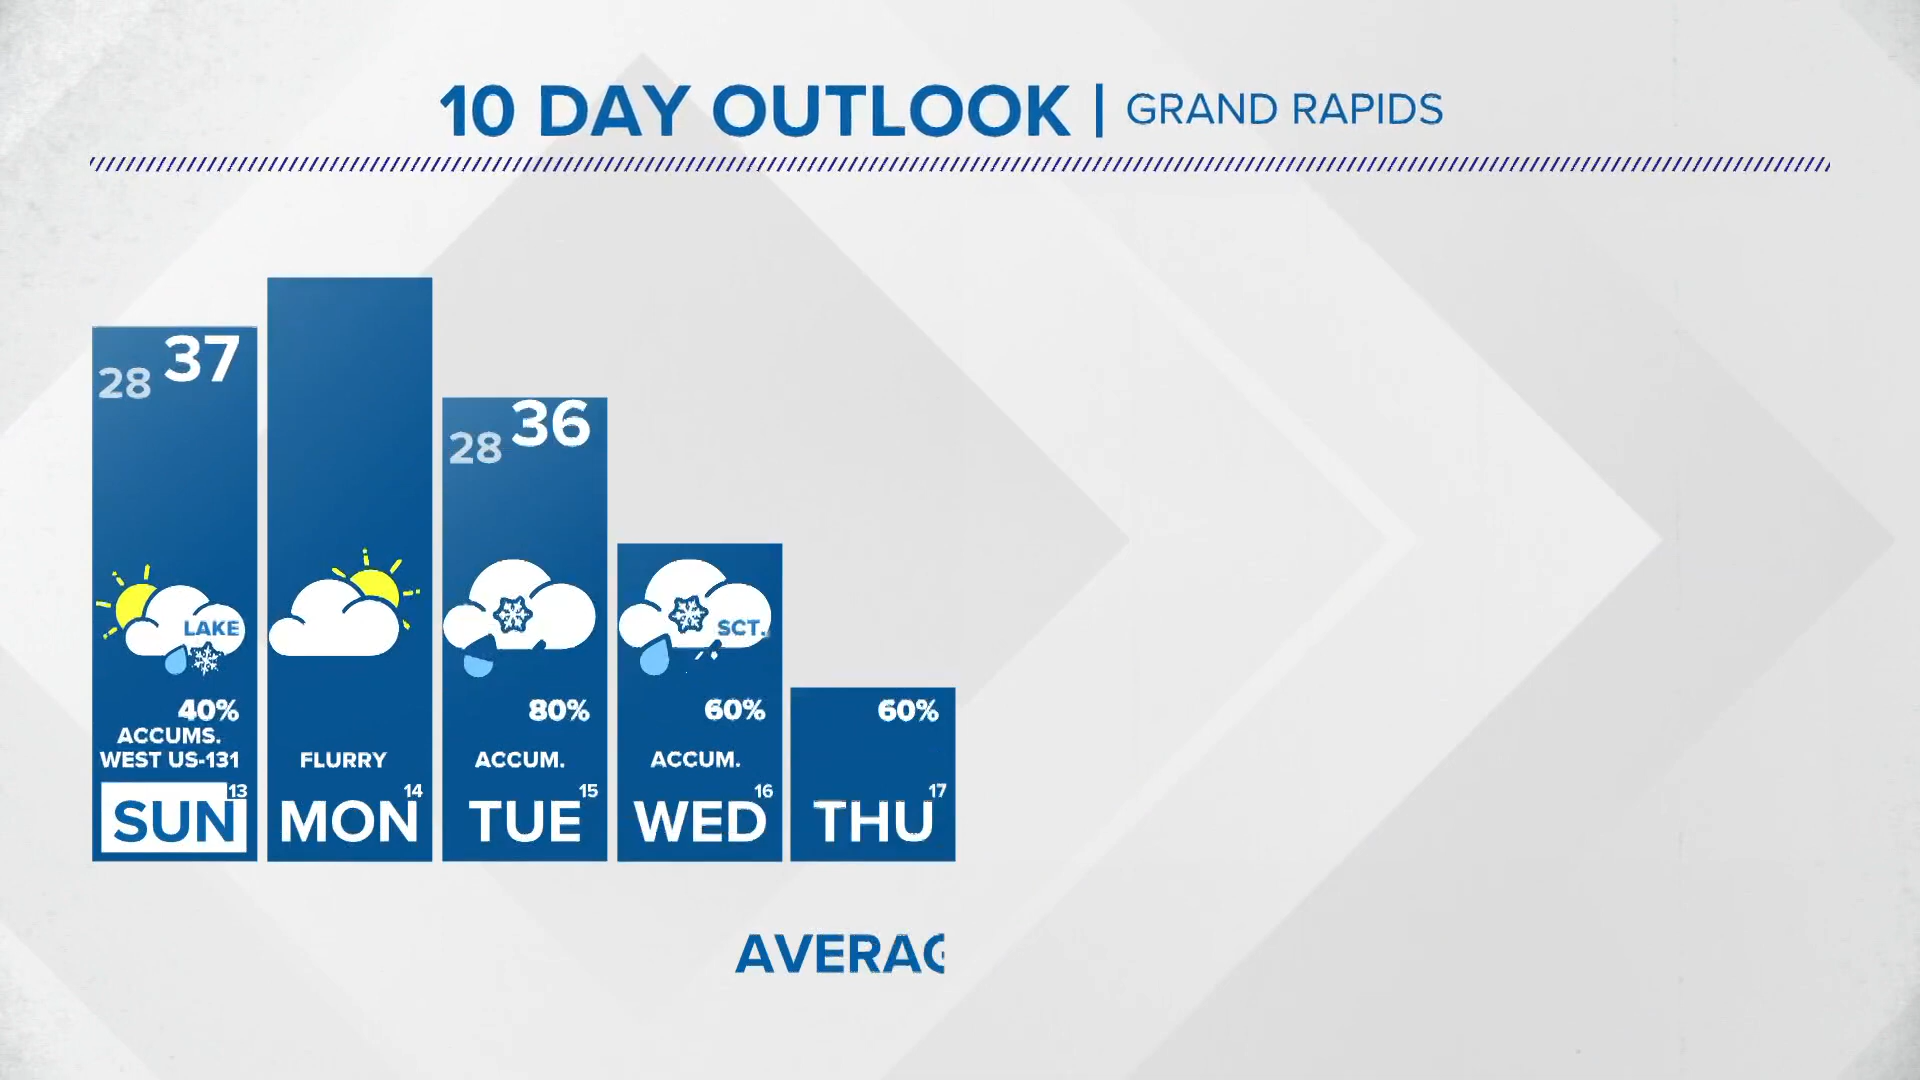 10 DAY OUTLOOK | GRAND RAPIDS
28 37
LAKE
40%
ACCUMS.
WEST US-131
13
SUN
FLURRY
14
MON
28 36
80%
ACCUM.
15
TUE
SCT.
60%
ACCUM.
16
WED
60%
17
THU
AVERAG